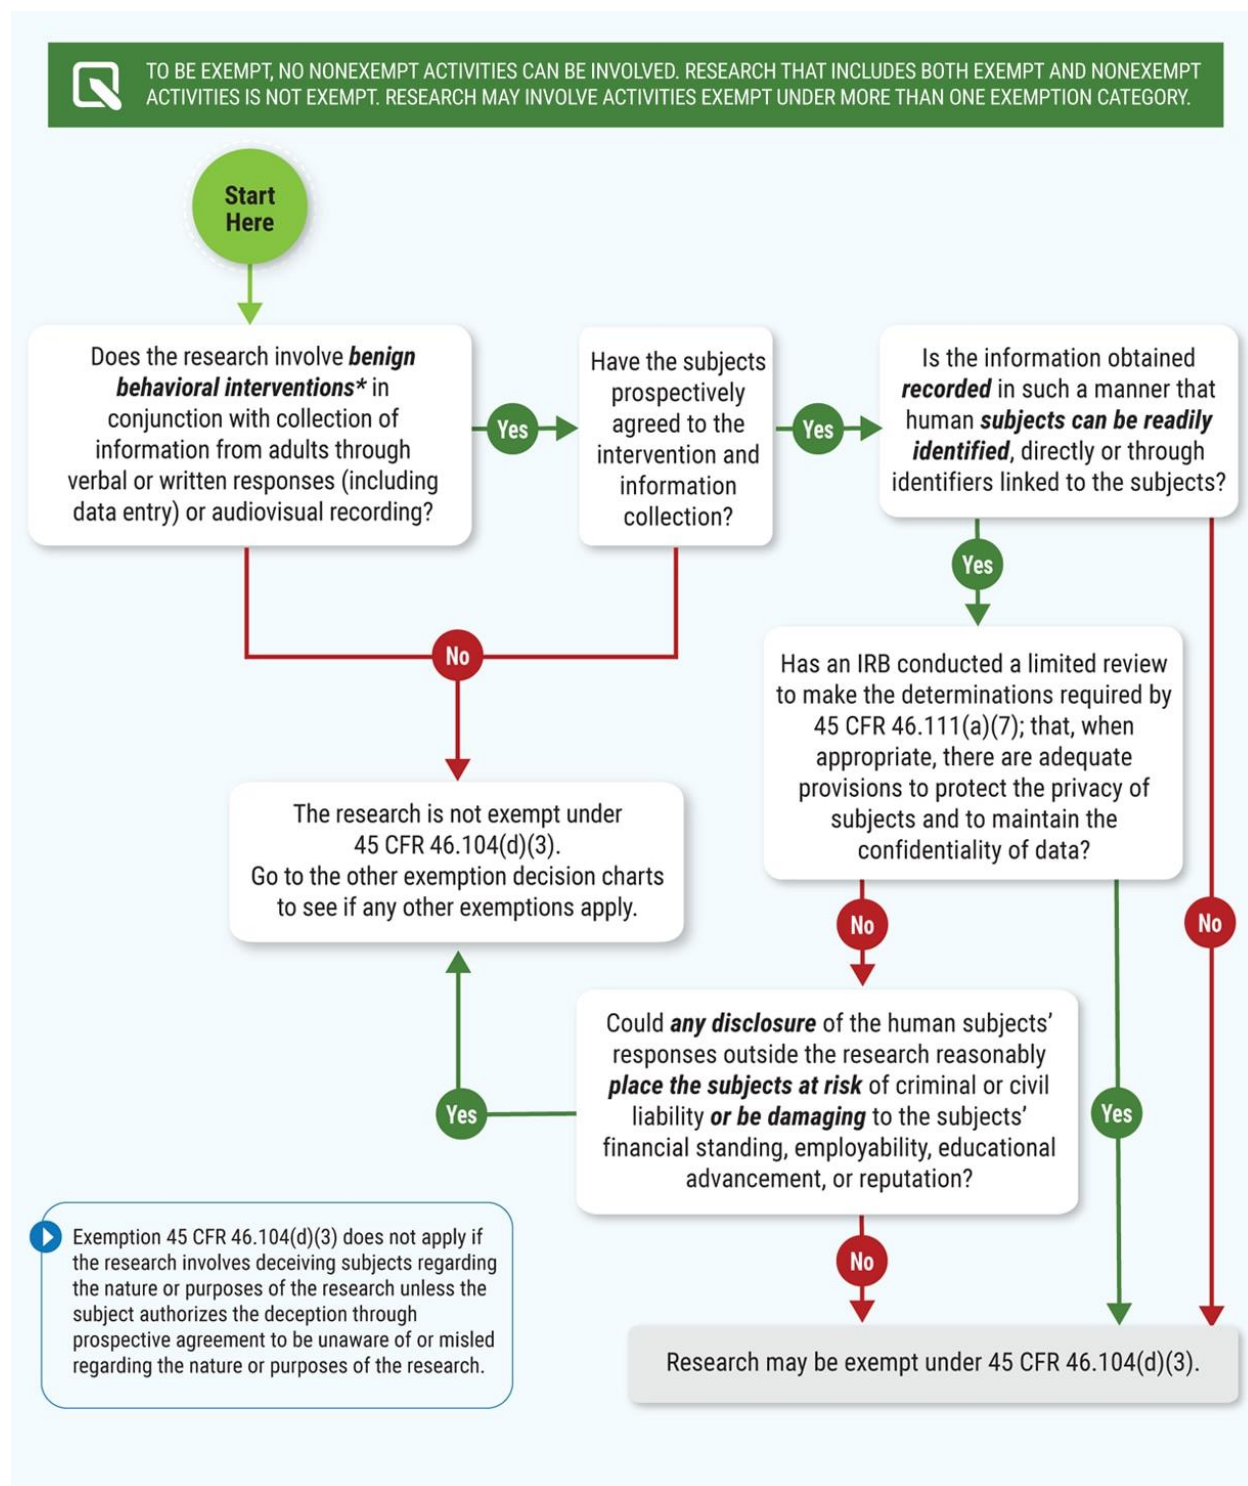 TO BE EXEMPT, NO NONEXEMPT ACTIVITIES CAN BE INVOLVED. RESEARCH THAT INCLUDES BOTH EXEMPT AND NONEXEMPT
ACTIVITIES IS NOT EXEMPT. RESEARCH MAY INVOLVE ACTIVITIES EXEMPT UNDER MORE THAN ONE EXEMPTION CATEGORY.
Start
Here
Does the research involve benign
behavioral interventions* in
conjunction with collection of
information from adults through
verbal or written responses (including
data entry) or audiovisual recording?
Yes
Have the subjects
prospectively
agreed to the
intervention and
information
collection?
Yes
Is the information obtained
recorded in such a manner that
human subjects can be readily
identified, directly or through
identifiers linked to the subjects?
Yes
No
Has an IRB conducted a limited review
to make the determinations required by
45 CFR 46.111(a)(7); that, when
appropriate, there are adequate
provisions to protect the privacy of
subjects and to maintain the
confidentiality of data?
The research is not exempt under
45 CFR 46.104(d)(3).
Go to the other exemption decision charts
to see if any other exemptions apply.
No
No
Could any disclosure of the human subjects'
responses outside the research reasonably
place the subjects at risk of criminal or civil
liability or be damaging to the subjects'
financial standing, employability, educational
advancement, or reputation?
Yes
Yes
No
Exemption 45 CFR 46.104(d)(3) does not apply if
the research involves deceiving subjects regarding
the nature or purposes of the research unless the
subject authorizes the deception through
prospective agreement to be unaware of or misled
regarding the nature or purposes of the research.
Research may be exempt under 45 CFR 46.104(d)(3).